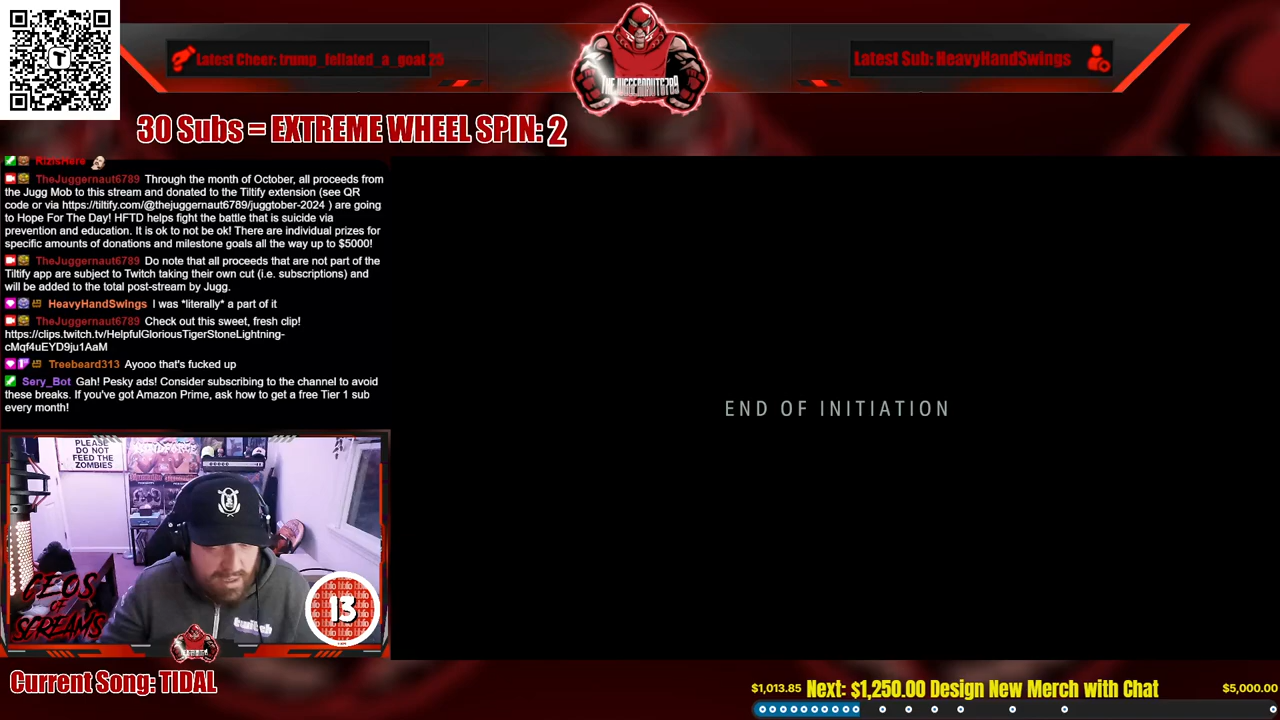 Latest Cheer: trump_fellated_a_goat 25
THEJUGGERNAUT6789
Latest Sub: HeavyHandSwings
30 Subs = EXTREME WHEEL SPIN: 2
RizisHere
TheJuggernaut6789 Through the month of October, all proceeds from
the Jugg Mob to this stream and donated to the Tiltify extension (see QR
code or via https://tiltify.com/@thejuggernaut6789/juggtober-2024 ) are going
to Hope For The Day! HFTD helps fight the battle that is suicide via
prevention and education. It is ok to not be ok! There are individual prizes for
specific amounts of donations and milestone goals all the way up to $5000!
TheJuggernaut6789 Do note that all proceeds that are not part of the
Tiltify app are subject to Twitch taking their own cut (i.e. subscriptions) and
will be added to the total post-stream by Jugg.
HeavyHandSwings I was *literally* a part of it
TheJuggernaut6789 Check out this sweet, fresh clip!
https://clips.twitch.tv/HelpfulGloriousTigerStoneLightning-
cMqf4uEYD9ju1AaM
Treebeard313 Ayooo that's fucked up
Sery_Bot Gah! Pesky ads! Consider subscribing to the channel to avoid
these breaks. If you've got Amazon Prime, ask how to get a free Tier 1 sub
every month!
END OF INITIATION
PLEASE
DO NOT
FEED THE
ZOMBIES
GEOS
OF
SCREAMS
13
Current Song: TIDAL
$1,013.85 Next: $1,250.00 Design New Merch with Chat $5,000.00